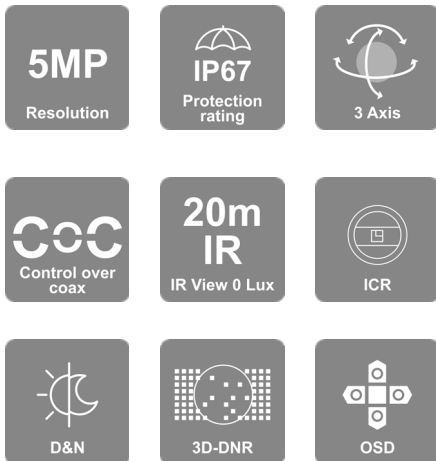 5MP
Resolution
IP67
Protection
rating
3 Axis
CoC
Control over
coax
20m
IR
IR View 0 Lux
ICR
D&N
3D-DNR
OSD